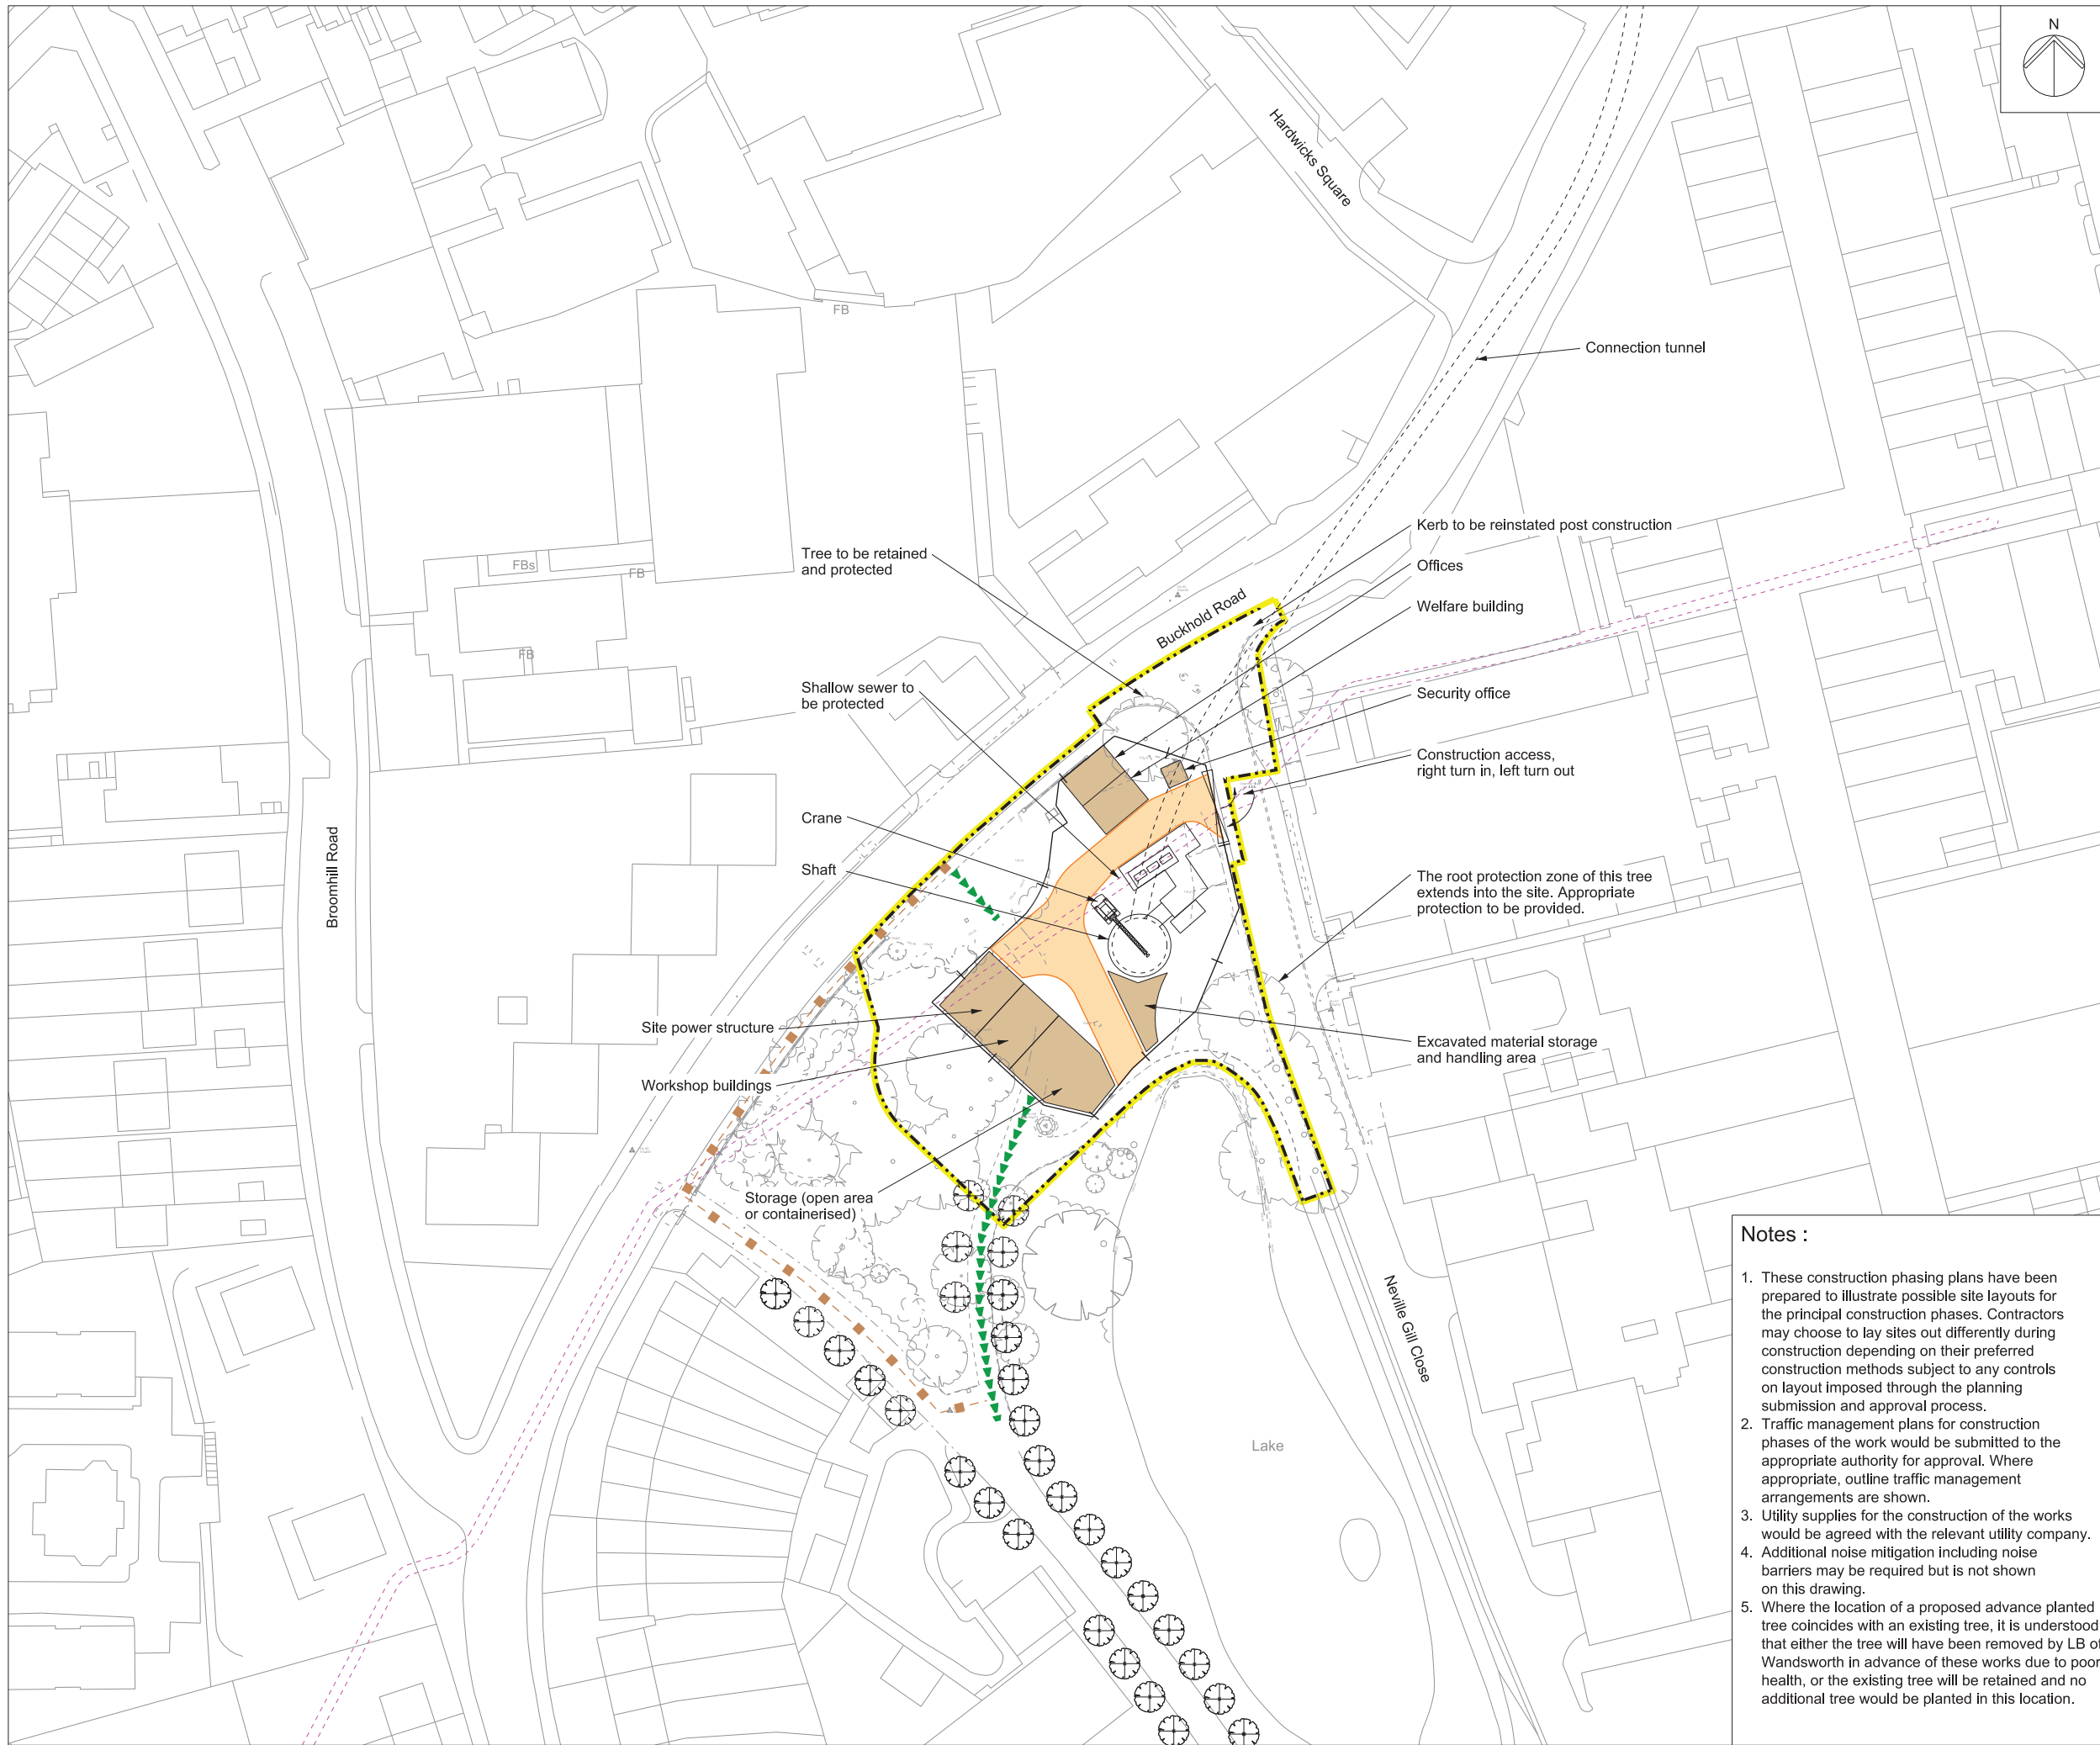 N
Hardwicks Square
FB
Connection tunnel
Kerb to be reinstated post construction
Tree to be retained
and protected
Offices
FBs
FB
Buckhold Road
Welfare building
FB
Shallow sewer to
be protected
Security office
Construction access,
right turn in, left turn out
Crane
Broomhill Road
Shaft
The root protection zone of this tree
extends into the site. Appropriate
protection to be provided.
Site power structure
Excavated material storage
and handling area
Workshop buildings
Storage (open area
or containerised)
Neville Gill Close
Lake
Notes :
1. These construction phasing plans have been
prepared to illustrate possible site layouts for
the principal construction phases. Contractors
may choose to lay sites out differently during
construction depending on their preferred
construction methods subject to any controls
on layout imposed through the planning
submission and approval process.
2. Traffic management plans for construction
phases of the work would be submitted to the
appropriate authority for approval. Where
appropriate, outline traffic management
arrangements are shown.
3. Utility supplies for the construction of the works
would be agreed with the relevant utility company.
4. Additional noise mitigation including noise
barriers may be required but is not shown
on this drawing.
5. Where the location of a proposed advance planted
tree coincides with an existing tree, it is understood
that either the tree will have been removed by LB of
Wandsworth in advance of these works due to poor
health, or the existing tree will be retained and no
additional tree would be planted in this location.